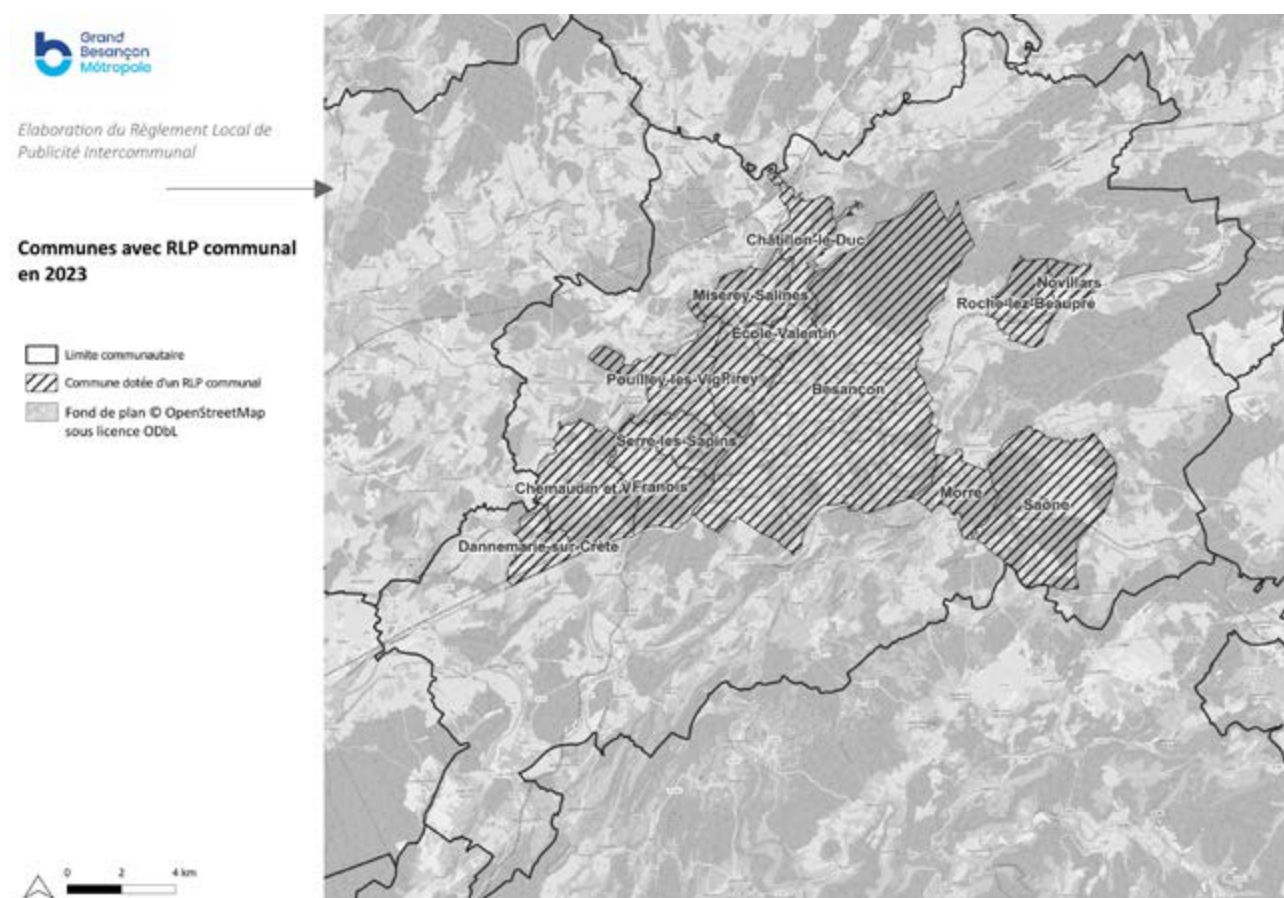 Grand
Besançon
Métropole
Elaboration du Règlement Local de
Publicité Intercommunal
Communes avec RLP communal
en 2023
Limite communautaire
Commune dotée d'un RLP communal
Fond de plan © OpenStreetMap
sous licence ODbL
0 2 4 km
Châtillon-le-Duc
Novillars
Miserey-Salines
Roche-lez-Beaupré
École-Valentin
Pouilley-les-Vig
Pirey
Besançon
Serre-les-Sapins
Chemaudin et V
Franois
Morre
Saône
Dannemarie-sur-Crète